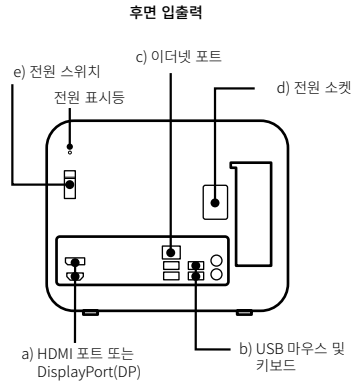 후면 입출력
c) 이더넷 포트
e) 전원 스위치
d) 전원 소켓
전원 표시등
a) HDMI 포트 또는
DisplayPort(DP)
b) USB 마우스 및
키보드